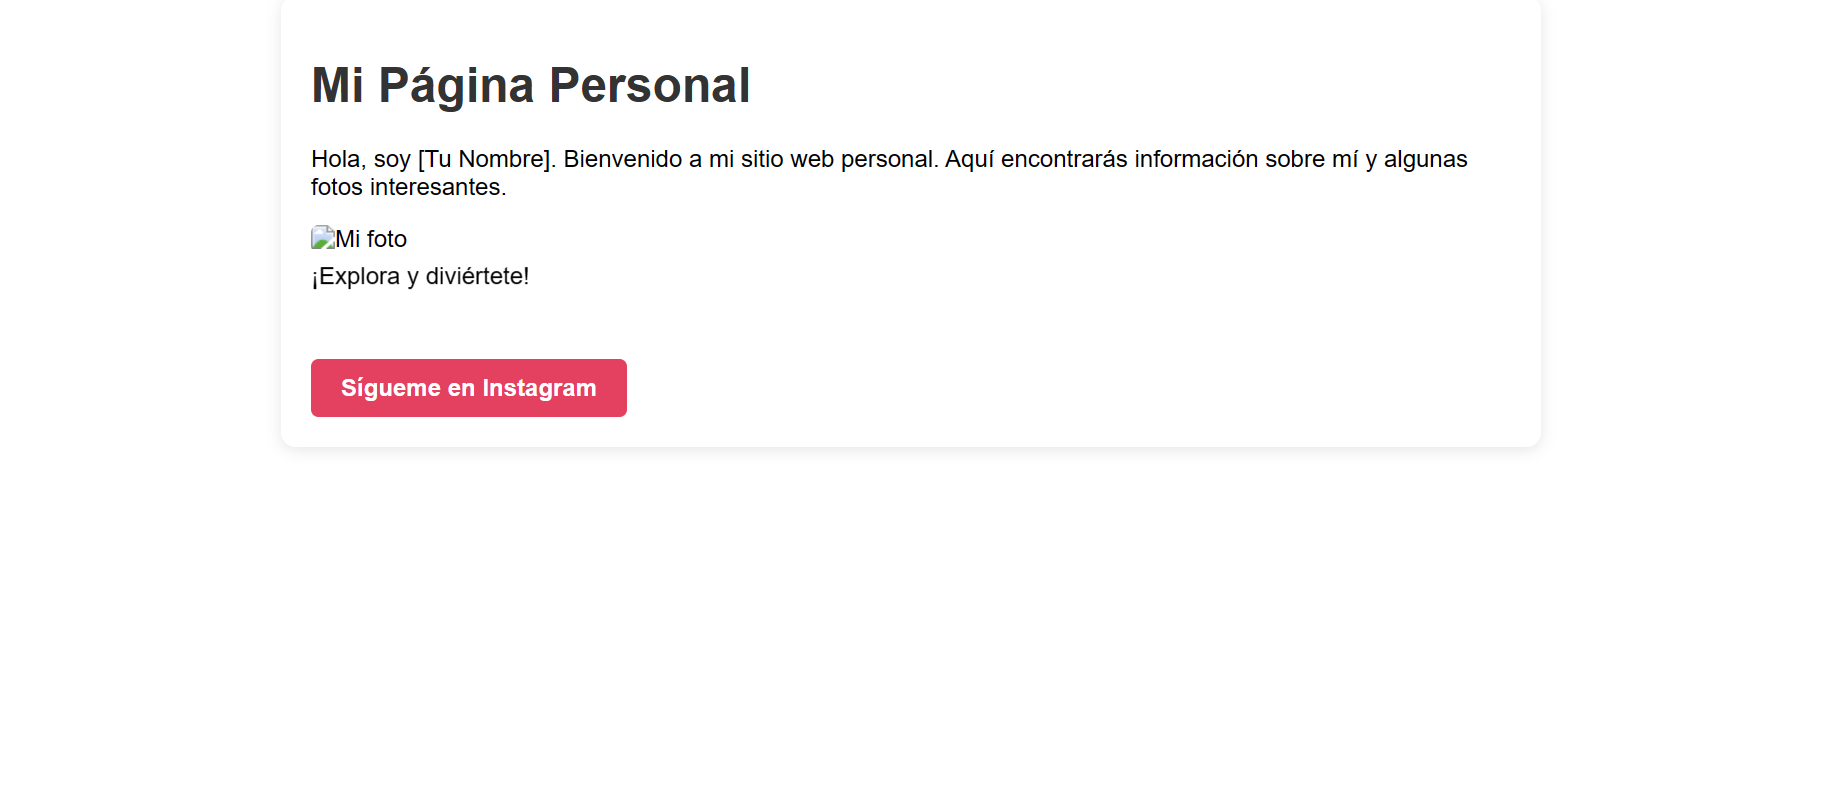 Mi Página Personal
Hola, soy [Tu Nombre]. Bienvenido a mi sitio web personal. Aquí encontrarás información sobre mí y algunas
fotos interesantes.
Mi foto
¡Explora y diviértete!
Sígueme en Instagram